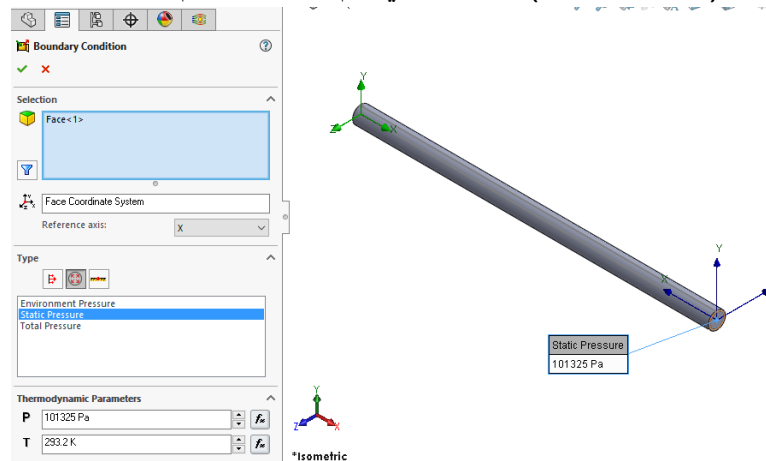 Boundary Condition
Selection
Face<1>
Face Coordinate System
Reference axis:
X
Type
Environment Pressure
Static Pressure
Total Pressure
Thermodynamic Parameters
P
101325 Pa
T
293.2 K
Y
Z
X
Y
X
Static Pressure
101325 Pa
Y
Z
X
*Isometric